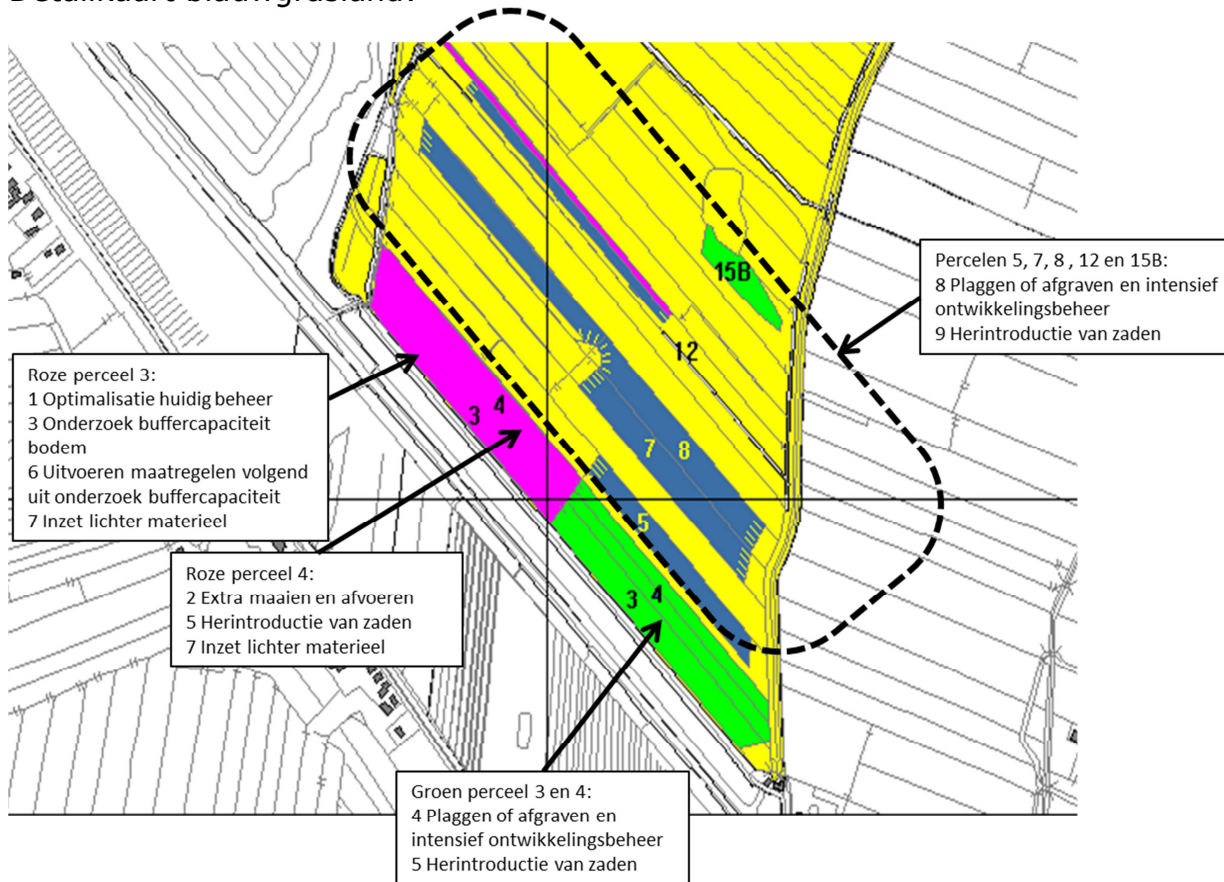 Detailkaart blauwgrasland:
15B
Percelen 5, 7, 8 , 12 en 15B:
8 Plaggen of afgraven en intensief
ontwikkelingsbeheer
9 Herintroductie van zaden
12
Roze perceel 3:
1 Optimalisatie huidig beheer
3 Onderzoek buffercapaciteit
bodem
6 Uitvoeren maatregelen volgend
uit onderzoek buffercapaciteit
7 Inzet lichter materieel
3 4
7 8
5
Roze perceel 4:
2 Extra maaien en afvoeren
5 Herintroductie van zaden
7 Inzet lichter materieel
3 4
Groen perceel 3 en 4:
4 Plaggen of afgraven en
intensief ontwikkelingsbeheer
5 Herintroductie van zaden